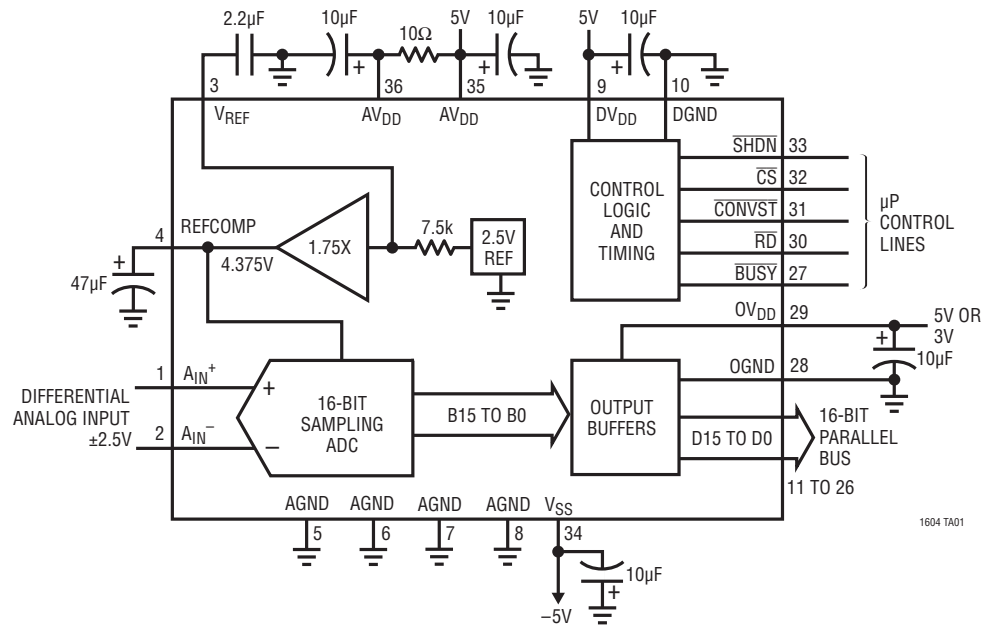 2.2µF
10µF
10Ω
5V
10µF
5V
10µF
3
36
35
9
10
VREF
AVDD
AVDD
DVDD
DGND
SHDN
33
CS
32
CONVST
31
RD
30
BUSY
27
µP
CONTROL
LINES
CONTROL
LOGIC
AND
TIMING
4
REFCOMP
4.375V
1.75X
7.5k
2.5V
REF
47µF
+
OVDD
29
5V OR
3V
10µF
OGND
28
1
AIN+
2
AIN–
DIFFERENTIAL
ANALOG INPUT
±2.5V
+
–
16-BIT
SAMPLING
ADC
B15 TO B0
OUTPUT
BUFFERS
D15 TO D0
16-BIT
PARALLEL
BUS
11 TO 26
AGND
AGND
AGND
AGND
VSS
5
6
7
8
34
10µF
+
–5V
1604 TA01